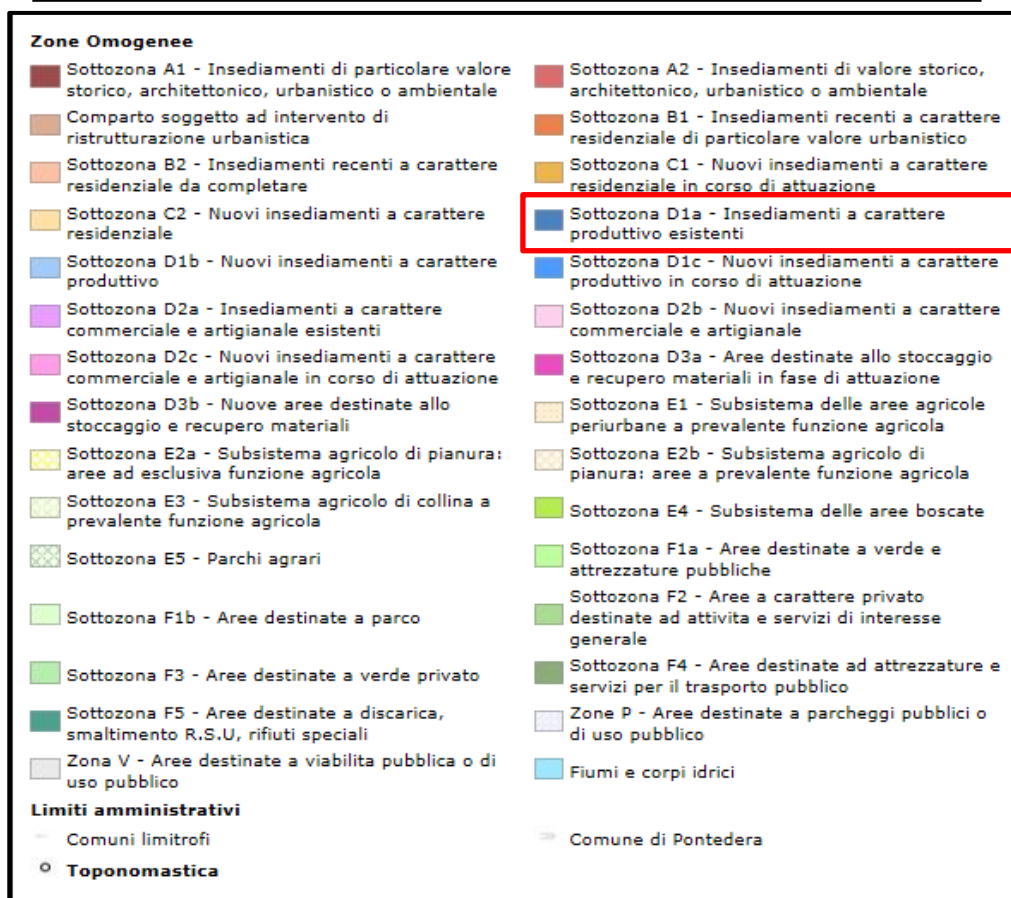 Zone Omogenee
Sottozona A1 - Insediamenti di particolare valore
storico, architettonico, urbanistico o ambientale
Sottozona A2 - Insediamenti di valore storico,
architettonico, urbanistico o ambientale
Comparto soggetto ad intervento di
ristrutturazione urbanistica
Sottozona B1 - Insediamenti recenti a carattere
residenziale di particolare valore urbanistico
Sottozona B2 - Insediamenti recenti a carattere
residenziale da completare
Sottozona C1 - Nuovi insediamenti a carattere
residenziale in corso di attuazione
Sottozona C2 - Nuovi insediamenti a carattere
residenziale
Sottozona D1a - Insediamenti a carattere
produttivo esistenti
Sottozona D1b - Nuovi insediamenti a carattere
produttivo
Sottozona D1c - Nuovi insediamenti a carattere
produttivo in corso di attuazione
Sottozona D2a - Insediamenti a carattere
commerciale e artigianale esistenti
Sottozona D2b - Nuovi insediamenti a carattere
commerciale e artigianale
Sottozona D2c - Nuovi insediamenti a carattere
commerciale e artigianale in corso di attuazione
Sottozona D3a - Aree destinate allo stoccaggio
e recupero materiali in fase di attuazione
Sottozona D3b - Nuove aree destinate allo
stoccaggio e recupero materiali
Sottozona E1 - Subsistema delle aree agricole
periurbane a prevalente funzione agricola
Sottozona E2a - Subsistema agricolo di pianura:
aree ad esclusiva funzione agricola
Sottozona E2b - Subsistema agricolo di
pianura: aree a prevalente funzione agricola
Sottozona E3 - Subsistema agricolo di collina a
prevalente funzione agricola
Sottozona E4 - Subsistema delle aree boscate
Sottozona E5 - Parchi agrari
Sottozona F1a - Aree destinate a verde e
attrezzature pubbliche
Sottozona F1b - Aree destinate a parco
Sottozona F2 - Aree a carattere privato
destinate ad attivita e servizi di interesse
generale
Sottozona F3 - Aree destinate a verde privato
Sottozona F4 - Aree destinate ad attrezzature e
servizi per il trasporto pubblico
Sottozona F5 - Aree destinate a discarica,
smaltimento R.S.U, rifiuti speciali
Zone P - Aree destinate a parcheggi pubblici o
di uso pubblico
Zona V - Aree destinate a viabilita pubblica o di
uso pubblico
Fiumi e corpi idrici
Limiti amministrativi
Comuni limitrofi
Comune di Pontedera
Toponomastica